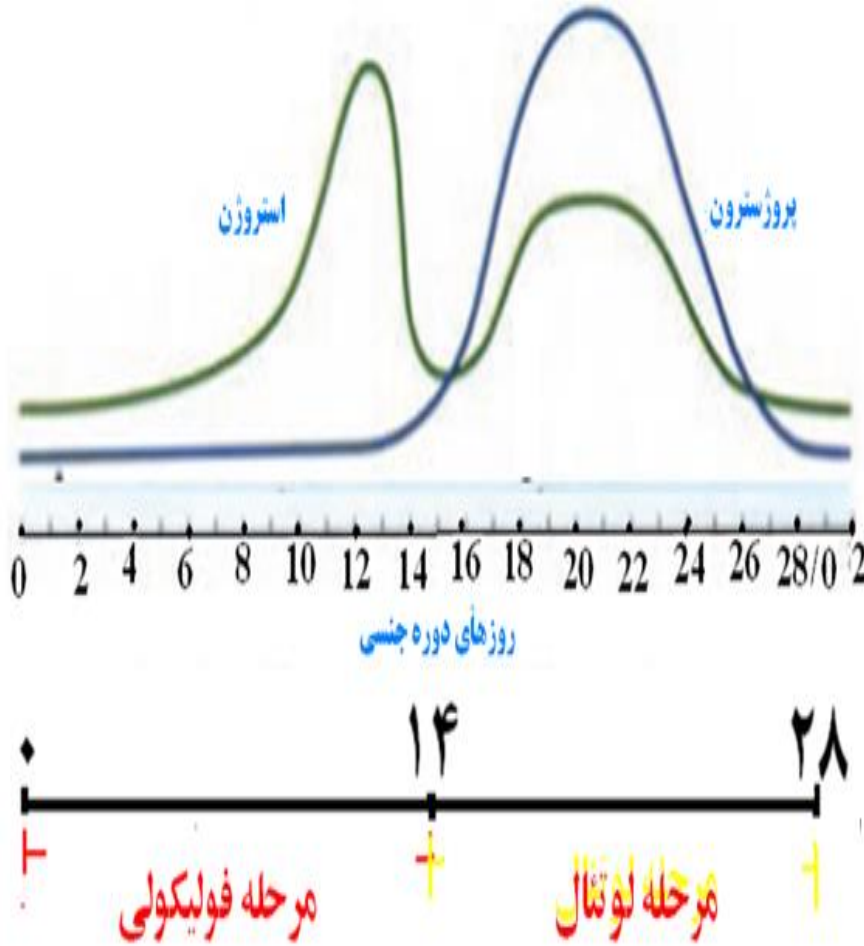 استروژن
پروژسترون
0 2 4 6 8 10 12 14 16 18 20 22 24 26 28/0 2
روزهای دوره جنسی
۰ ۱۴ ۲۸
مرحله فولیکولی
مرحله لوتئال